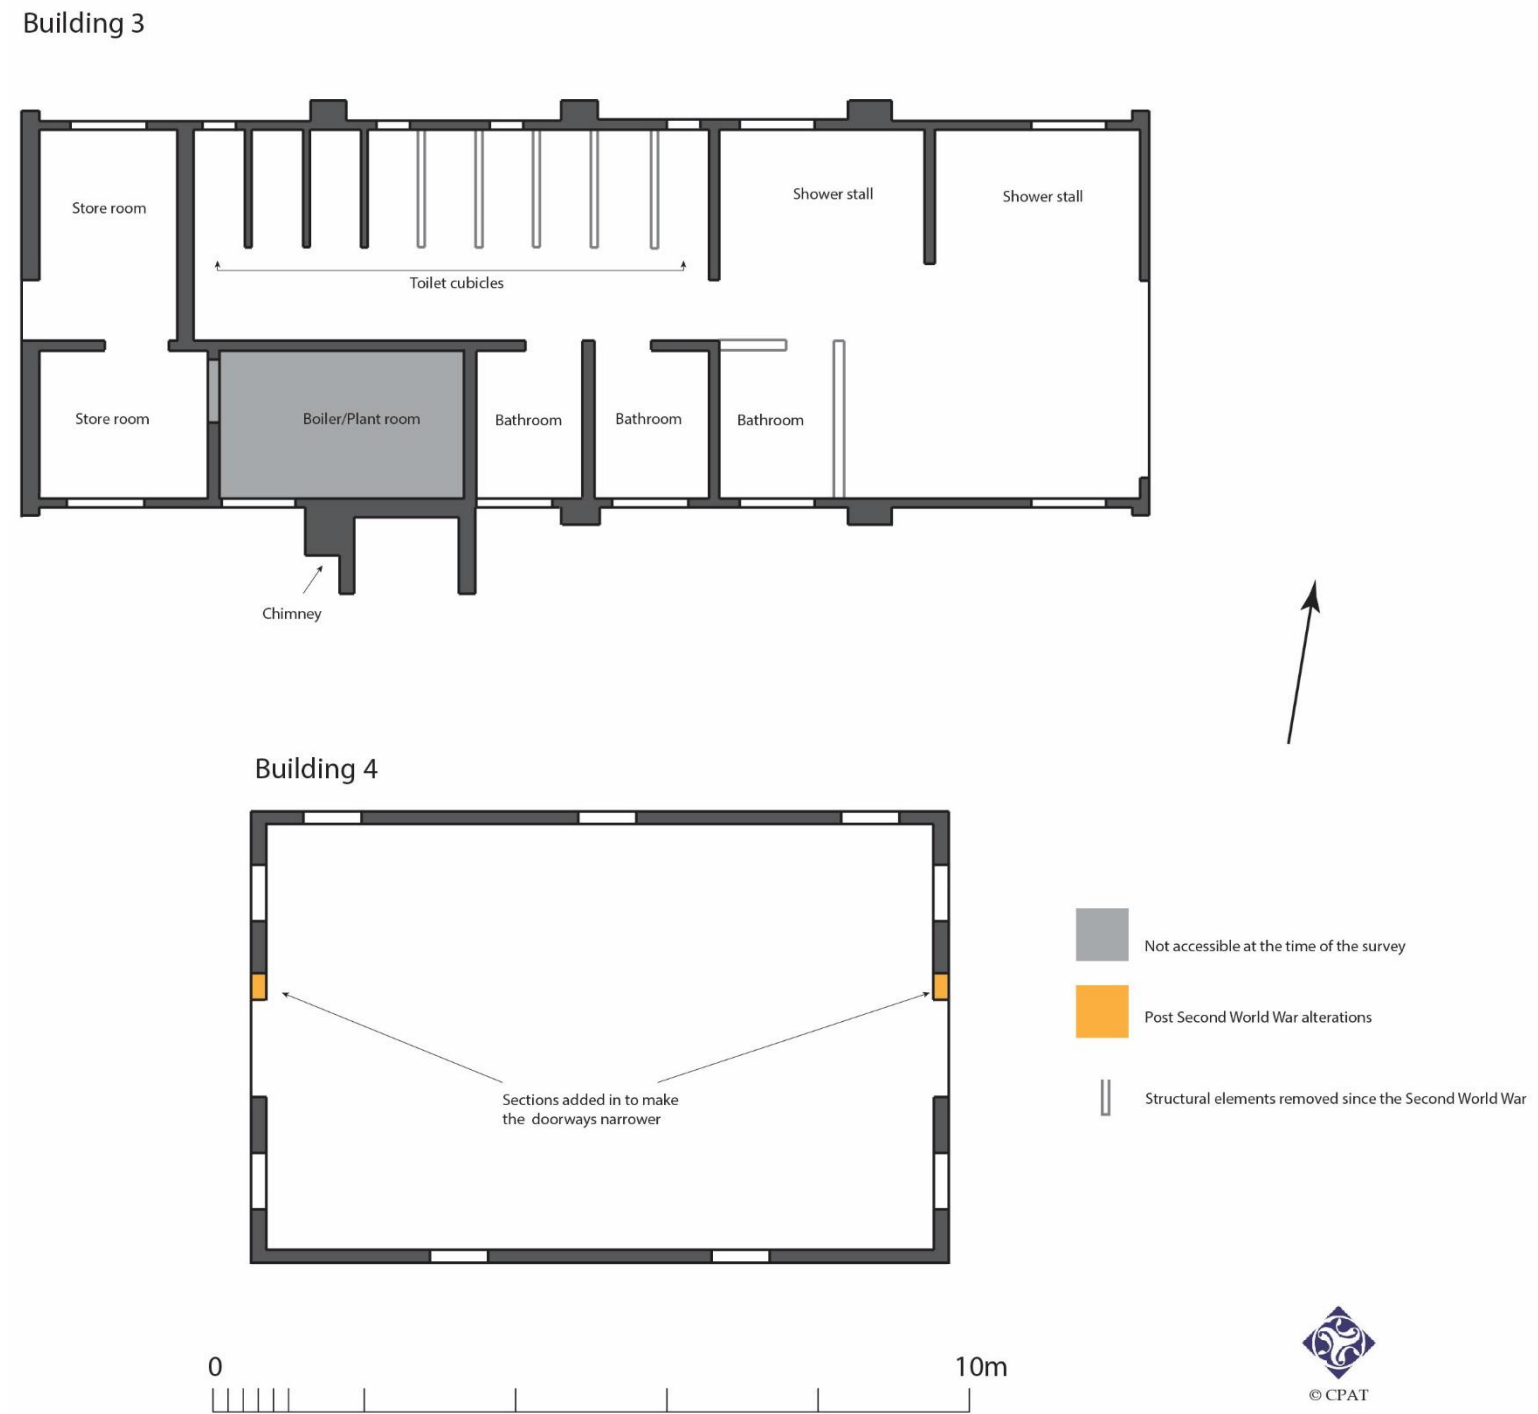 Building 3
Store room
Shower stall
Shower stall
Toilet cubicles
Store room
Boiler/Plant room
Bathroom
Bathroom
Bathroom
Chimney
Building 4
Not accessible at the time of the survey
Post Second World War alterations
Structural elements removed since the Second World War
Sections added in to make
the doorways narrower
0
10m
© CPAT